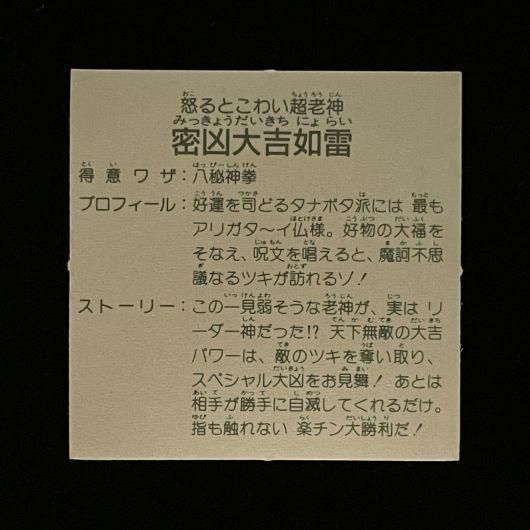 怒るとこわい超老神
密凶大吉如雷
得意ワザ：八秘神拳
プロフィール：好運を司どるタナボタ派には 最も
アリガタ〜イ仏様。好物の大福を
そなえ、呪文を唱えると、魔訶不思
議なるツキが訪れるゾ！
ストーリー：この一見弱そうな老神が、実は リ
ーダー神だった!? 天下無敵の大吉
パワーは、敵のツキを奪い取り、
スペシャル大凶をお見舞！ あとは
相手が勝手に自滅してくれるだけ。
指も触れない 楽チン大勝利だ！